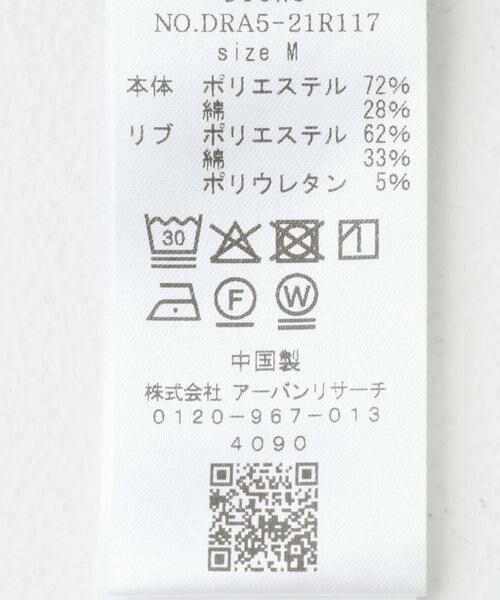 NO.DRA5-21R117
size M
本体 ポリエステル 72%
綿 28%
リブ ポリエステル 62%
綿 33%
ポリウレタン 5%
30
F W
中国製
株式会社 アーバンリサーチ
0120-967-013
4090